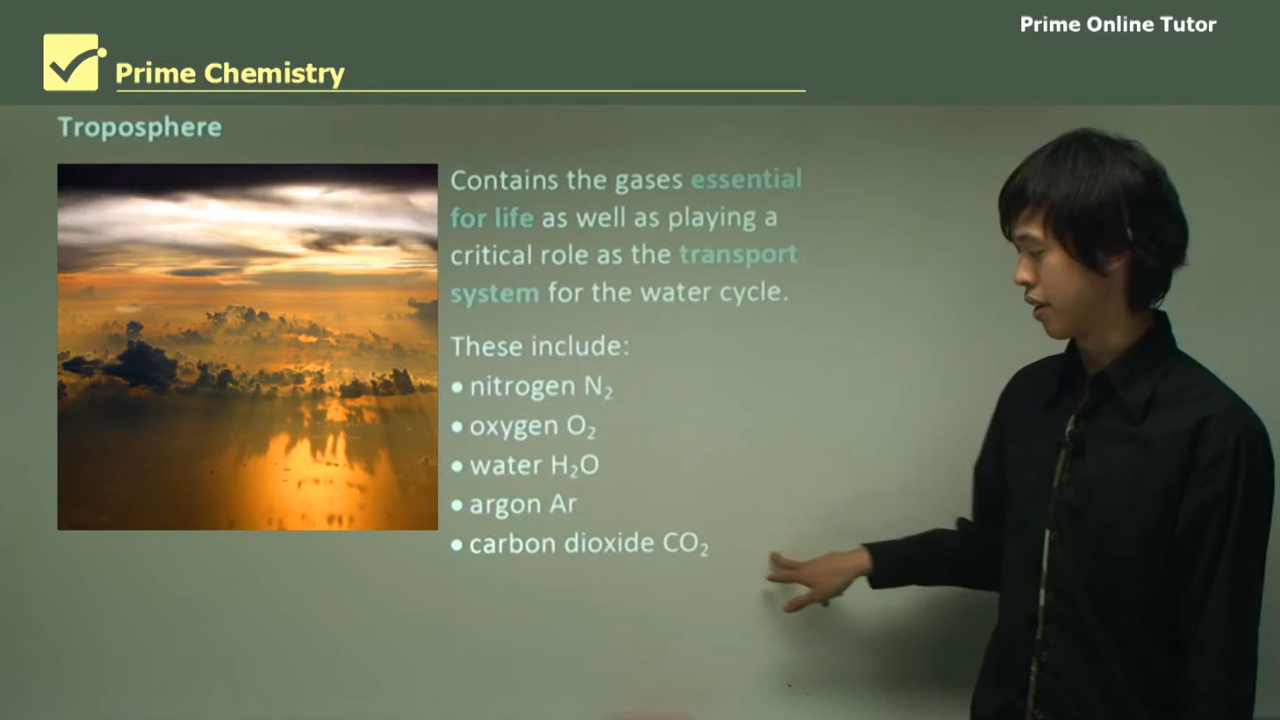 Prime Online Tutor
Prime Chemistry
Troposphere
Contains the gases essential
for life as well as playing a
critical role as the transport
system for the water cycle.
These include:
• nitrogen N₂
• oxygen O₂
• water H₂O
• argon Ar
• carbon dioxide CO₂